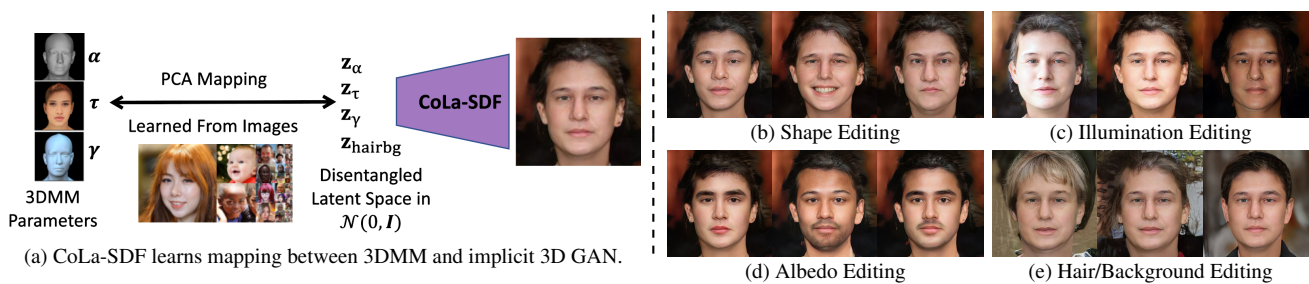 α
τ
γ
3DMM
Parameters
PCA Mapping
Learned From Images
z_α
z_τ
z_γ
z_hairbg
Disentangled
Latent Space in
𝒩(0, I)
CoLa-SDF
(a) CoLa-SDF learns mapping between 3DMM and implicit 3D GAN.
(b) Shape Editing
(c) Illumination Editing
(d) Albedo Editing
(e) Hair/Background Editing